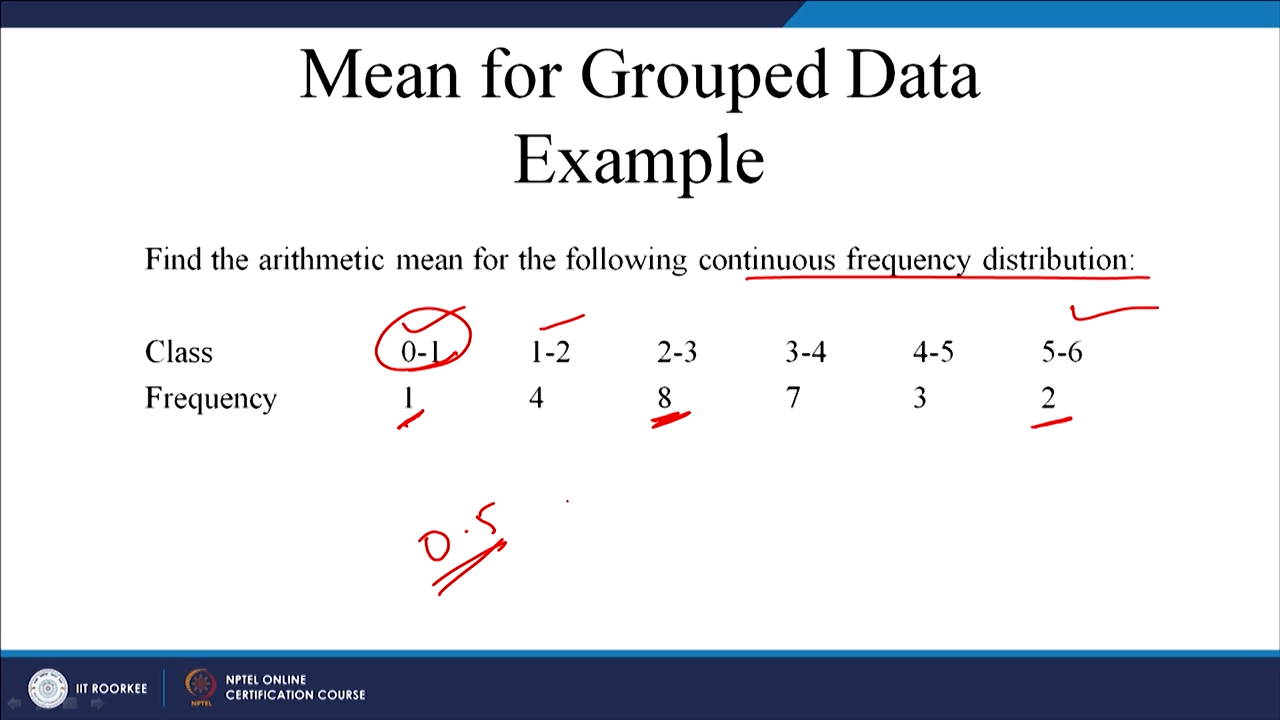 Mean for Grouped Data
Example
Find the arithmetic mean for the following continuous frequency distribution:
Class 0-1 1-2 2-3 3-4 4-5 5-6
Frequency 1 4 8 7 3 2
0.5
IIT ROORKEE
NPTEL
NPTEL ONLINE
CERTIFICATION COURSE